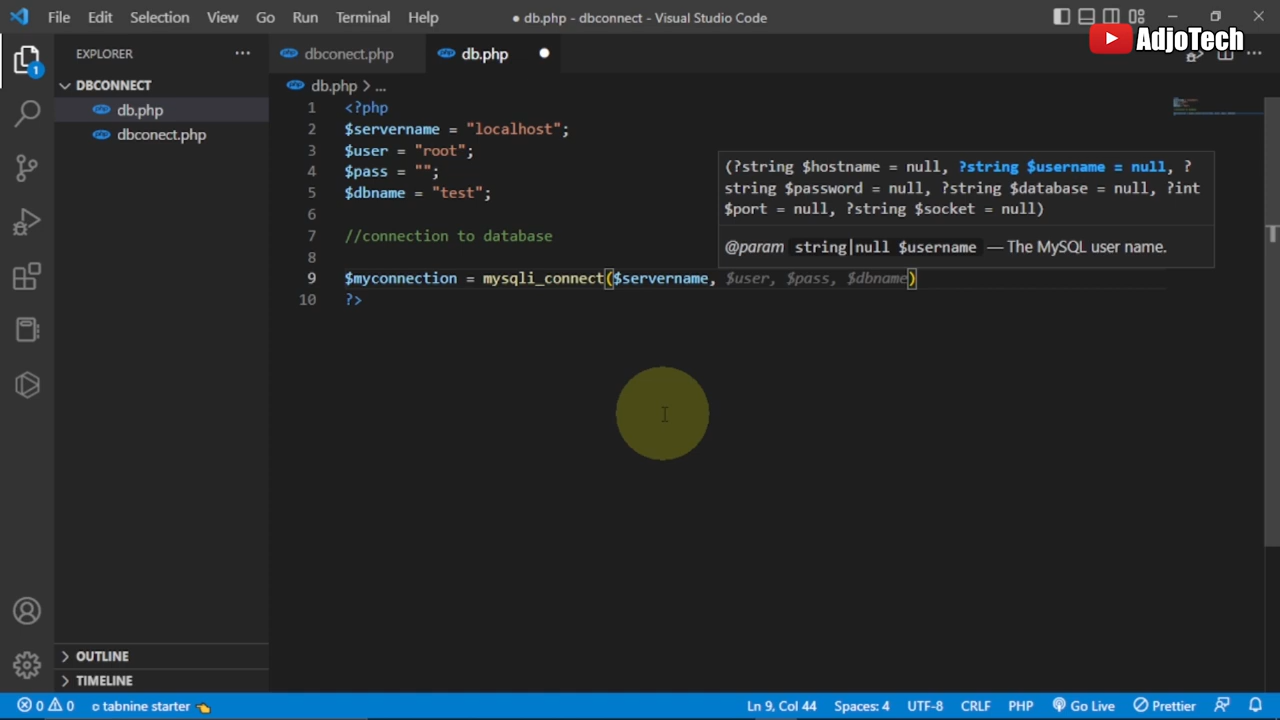 File Edit Selection View Go Run Terminal Help
● db.php - dbconnect - Visual Studio Code
AdjoTech
EXPLORER
dbconect.php
db.php
1
DBCONNECT
db.php
dbconect.php
db.php > ...
1 <?php
2 $servername = "localhost";
3 $user = "root";
4 $pass = "";
5 $dbname = "test";
6
7 //connection to database
8
9 $myconnection = mysqli_connect($servername, $user, $pass, $dbname)
10 ?>
(?string $hostname = null, ?string $username = null, ?
string $password = null, ?string $database = null, ?int
$port = null, ?string $socket = null)
@param string|null $username — The MySQL user name.
OUTLINE
TIMELINE
0 0 tabnine starter Ln 9, Col 44 Spaces: 4 UTF-8 CRLF PHP Go Live Prettier